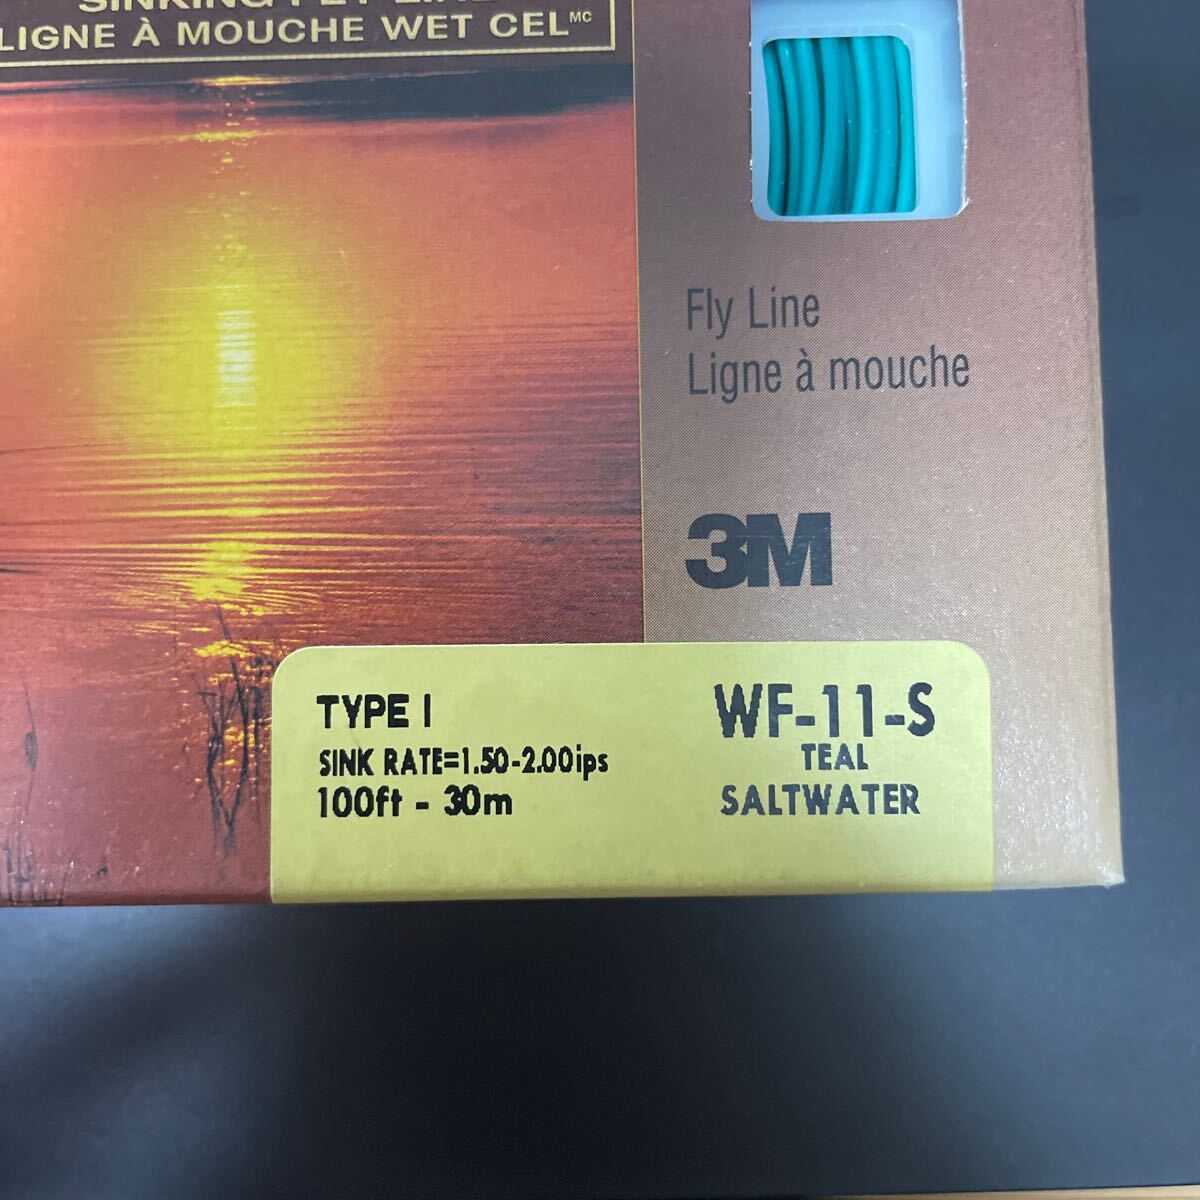 SINKING FLY LINE
LIGNE À MOUCHE WET CEL MC
Fly Line
Ligne à mouche
3M
TYPE I
SINK RATE=1.50-2.00ips
100ft - 30m
WF-11-S
TEAL
SALTWATER